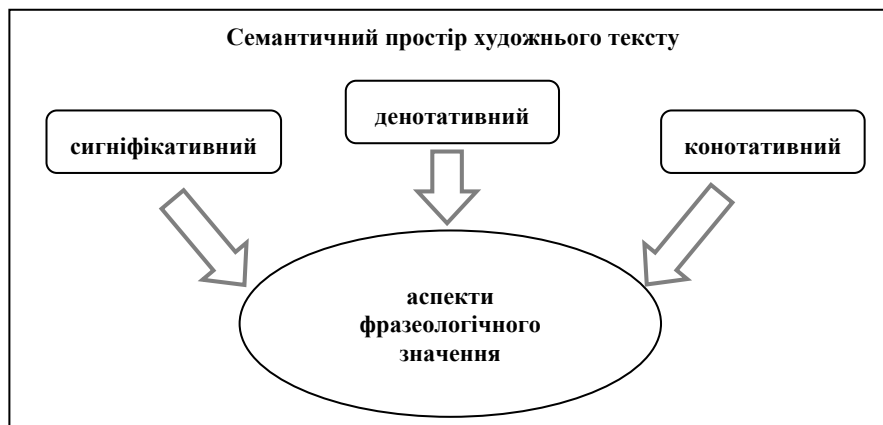 Семантичний простір художнього тексту
сигніфікативний
денотативний
конотативний
аспекти
фразеологічного
значення